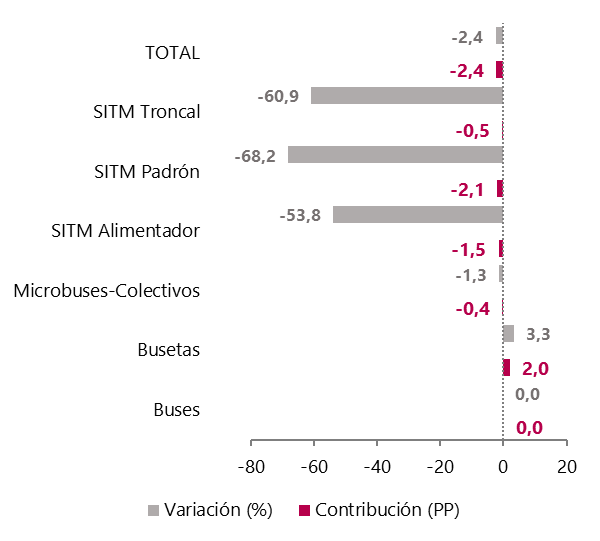 TOTAL
-2,4
-2,4
SITM Troncal
-60,9
-0,5
SITM Padrón
-68,2
-2,1
SITM Alimentador
-53,8
-1,5
Microbuses-Colectivos
-1,3
-0,4
Busetas
3,3
2,0
Buses
0,0
0,0
-80 -60 -40 -20 0 20
Variación (%) Contribución (PP)